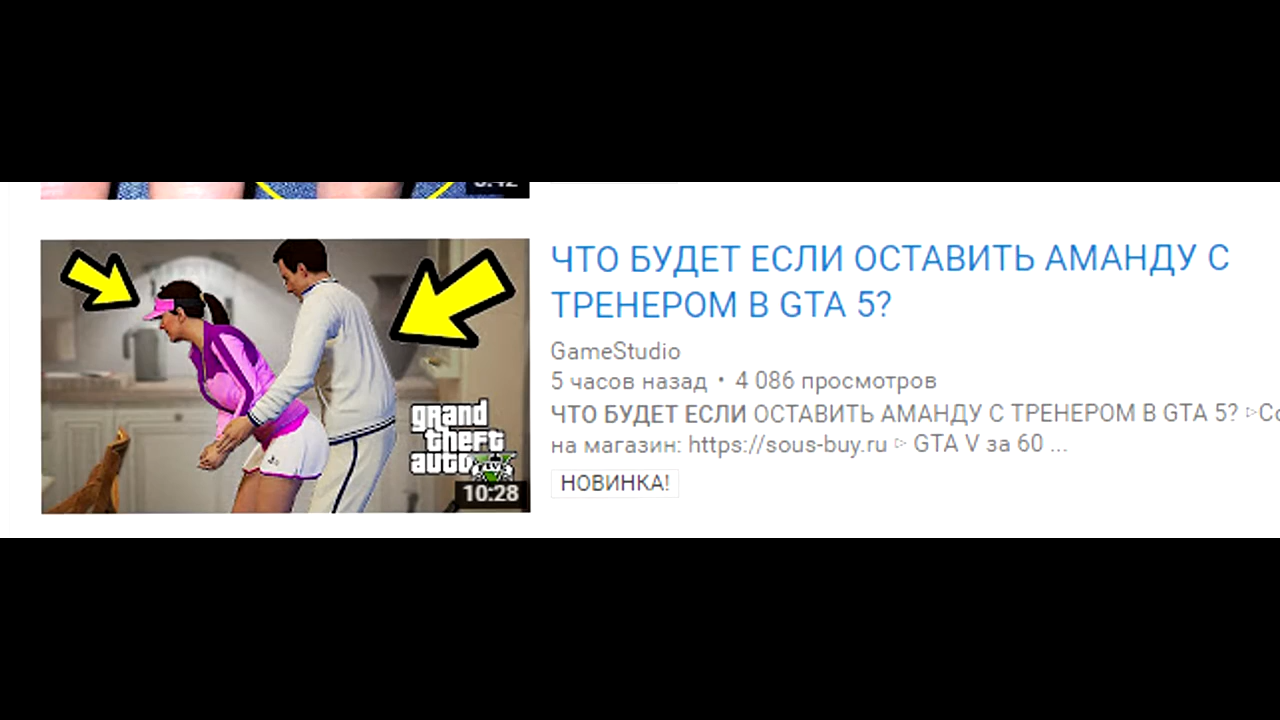 ЧТО БУДЕТ ЕСЛИ ОСТАВИТЬ АМАНДУ С
ТРЕНЕРОМ В GTA 5?
GameStudio
5 часов назад • 4 086 просмотров
ЧТО БУДЕТ ЕСЛИ ОСТАВИТЬ АМАНДУ С ТРЕНЕРОМ В GTA 5? ▷
на магазин: https://sous-buy.ru ▷ GTA V за 60 ...
НОВИНКА!
grand
theft
auto V
10:28